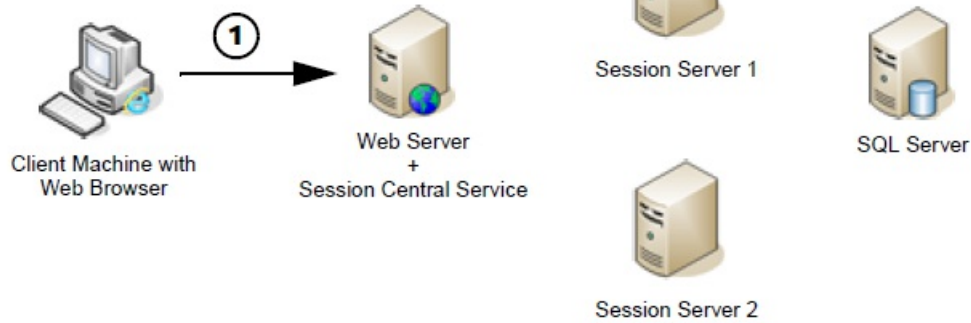 1
Session Server 1
Web Server
+
Session Central Service
SQL Server
Client Machine with
Web Browser
Session Server 2